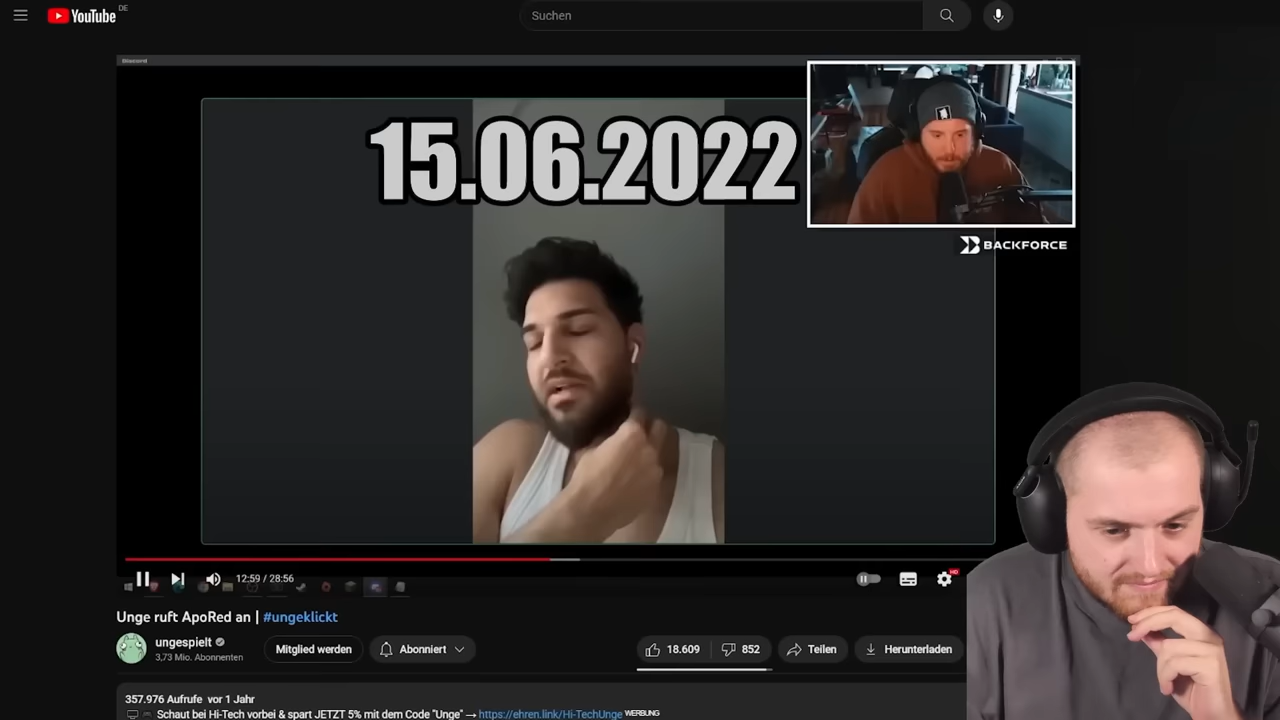 YouTube DE
Suchen
Discord
15.06.2022
BACKFORCE
12:59 / 28:56
HD
Unge ruft ApoRed an | #ungeklickt
ungespielt
3,73 Mio. Abonnenten
Mitglied werden
Abonniert
18.609
852
Teilen
Herunterladen
357.976 Aufrufe vor 1 Jahr
Schaut bei Hi-Tech vorbei & spart JETZT 5% mit dem Code "Unge" → https://ehren.link/Hi-TechUnge WERBUNG